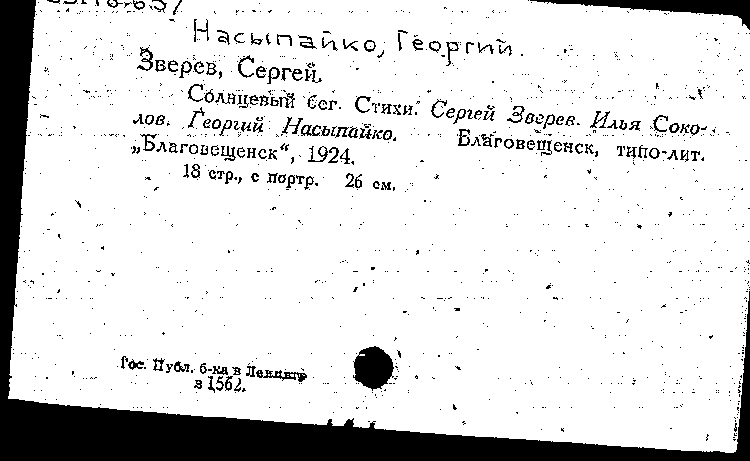 Насыпайко, Георгий.
Зверев, Сергей.
Солнцевый бег. Стихи. Сергей Зверев. Илья Соко-
лов. Георгий Насыпайко. Благовещенск, типо-лит.
„Благовещенск“, 1924.
18 стр., с портр. 26 см.
Гос. Публ. б-ка в Ленингр
в 1562.